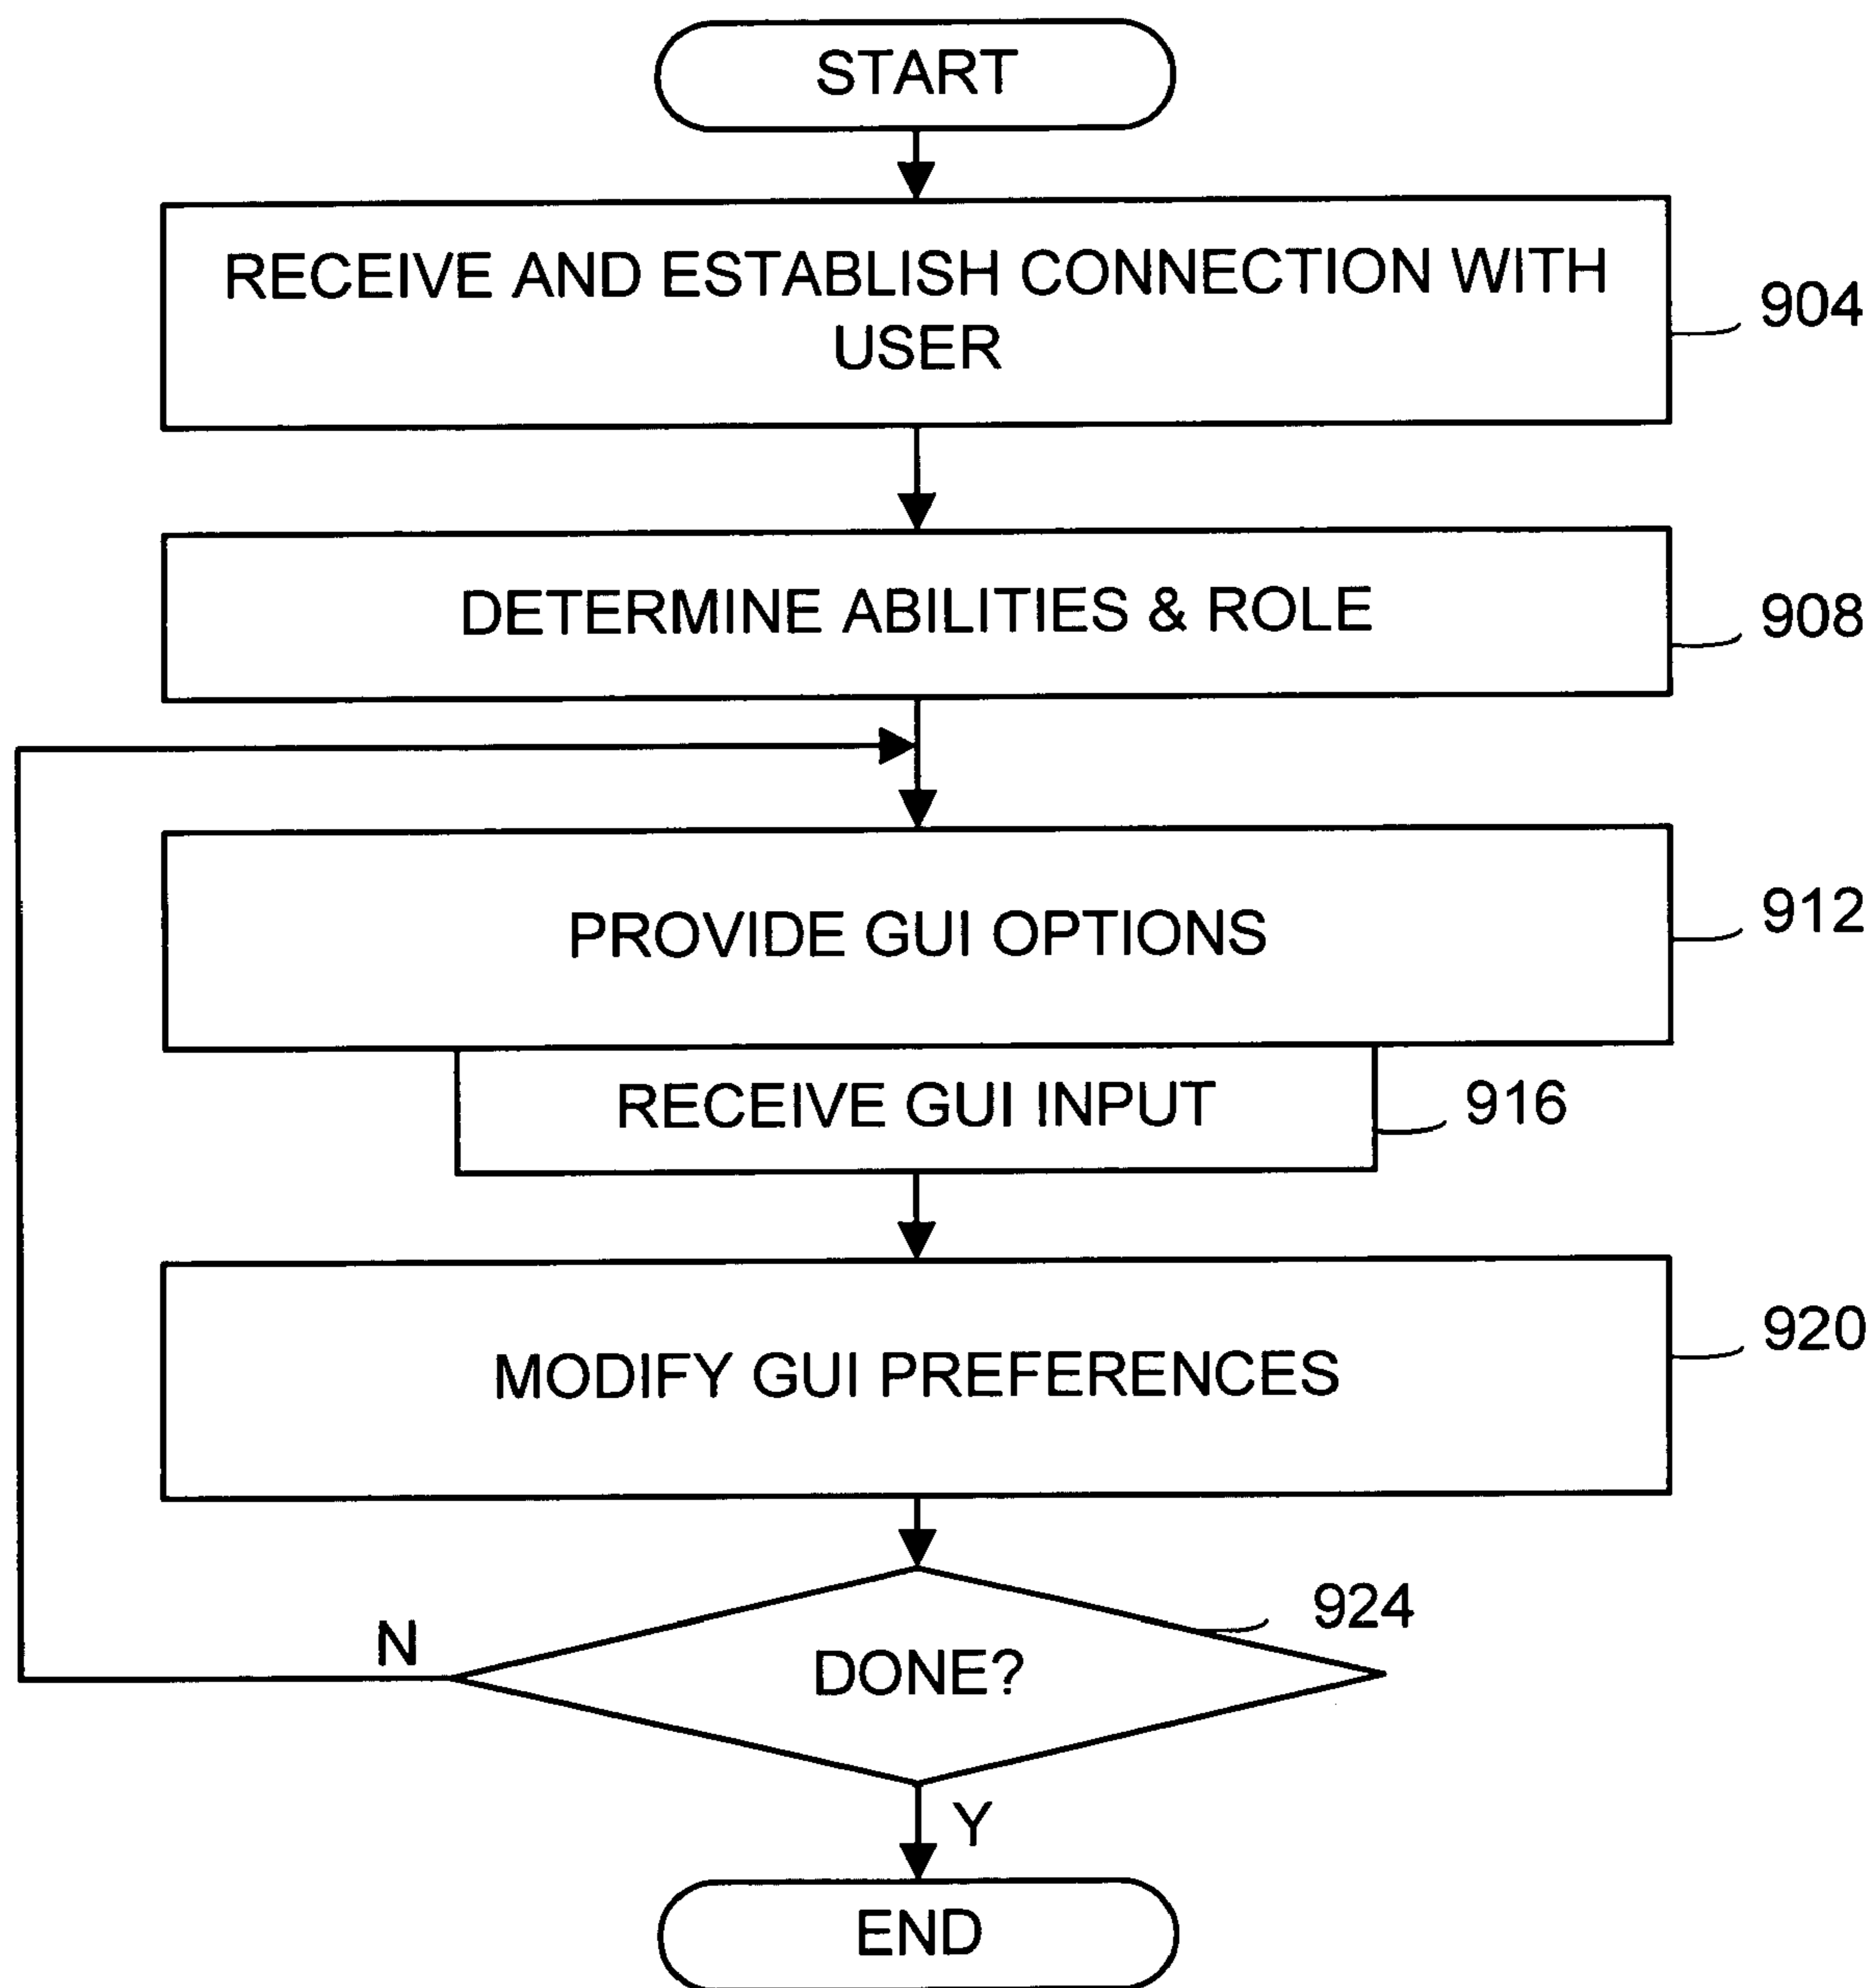 START
RECEIVE AND ESTABLISH CONNECTION WITH
USER
904
DETERMINE ABILITIES & ROLE
908
PROVIDE GUI OPTIONS
912
RECEIVE GUI INPUT
916
MODIFY GUI PREFERENCES
920
924
N
DONE?
Y
END